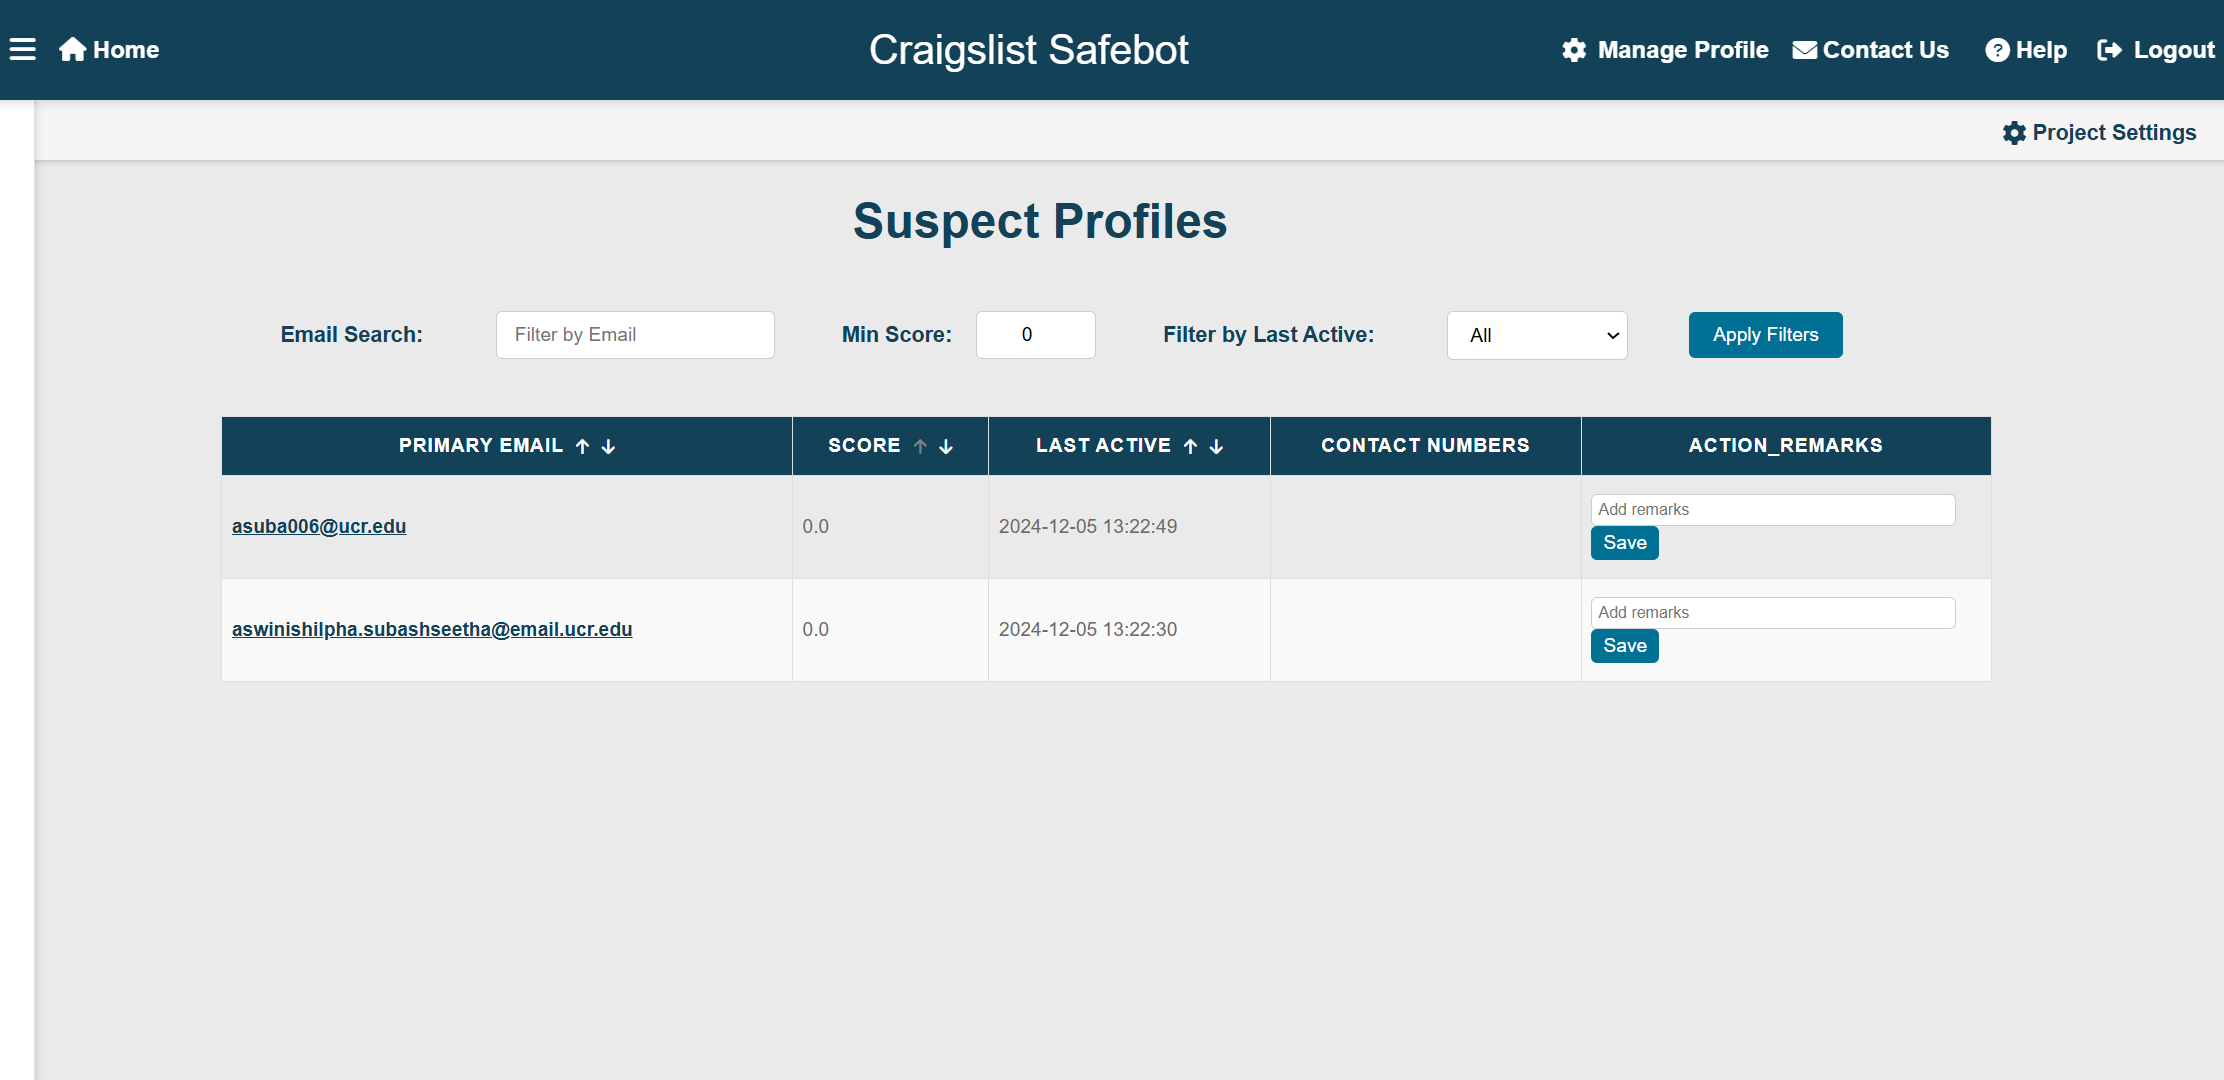 Home
Craigslist Safebot
Manage Profile
Contact Us
Help
Logout
Project Settings
Suspect Profiles
Email Search:
Filter by Email
Min Score:
0
Filter by Last Active:
All
Apply Filters
PRIMARY EMAIL
SCORE
LAST ACTIVE
CONTACT NUMBERS
ACTION_REMARKS
asuba006@ucr.edu
0.0
2024-12-05 13:22:49
Add remarks
Save
aswinishilpha.subashseetha@email.ucr.edu
0.0
2024-12-05 13:22:30
Add remarks
Save